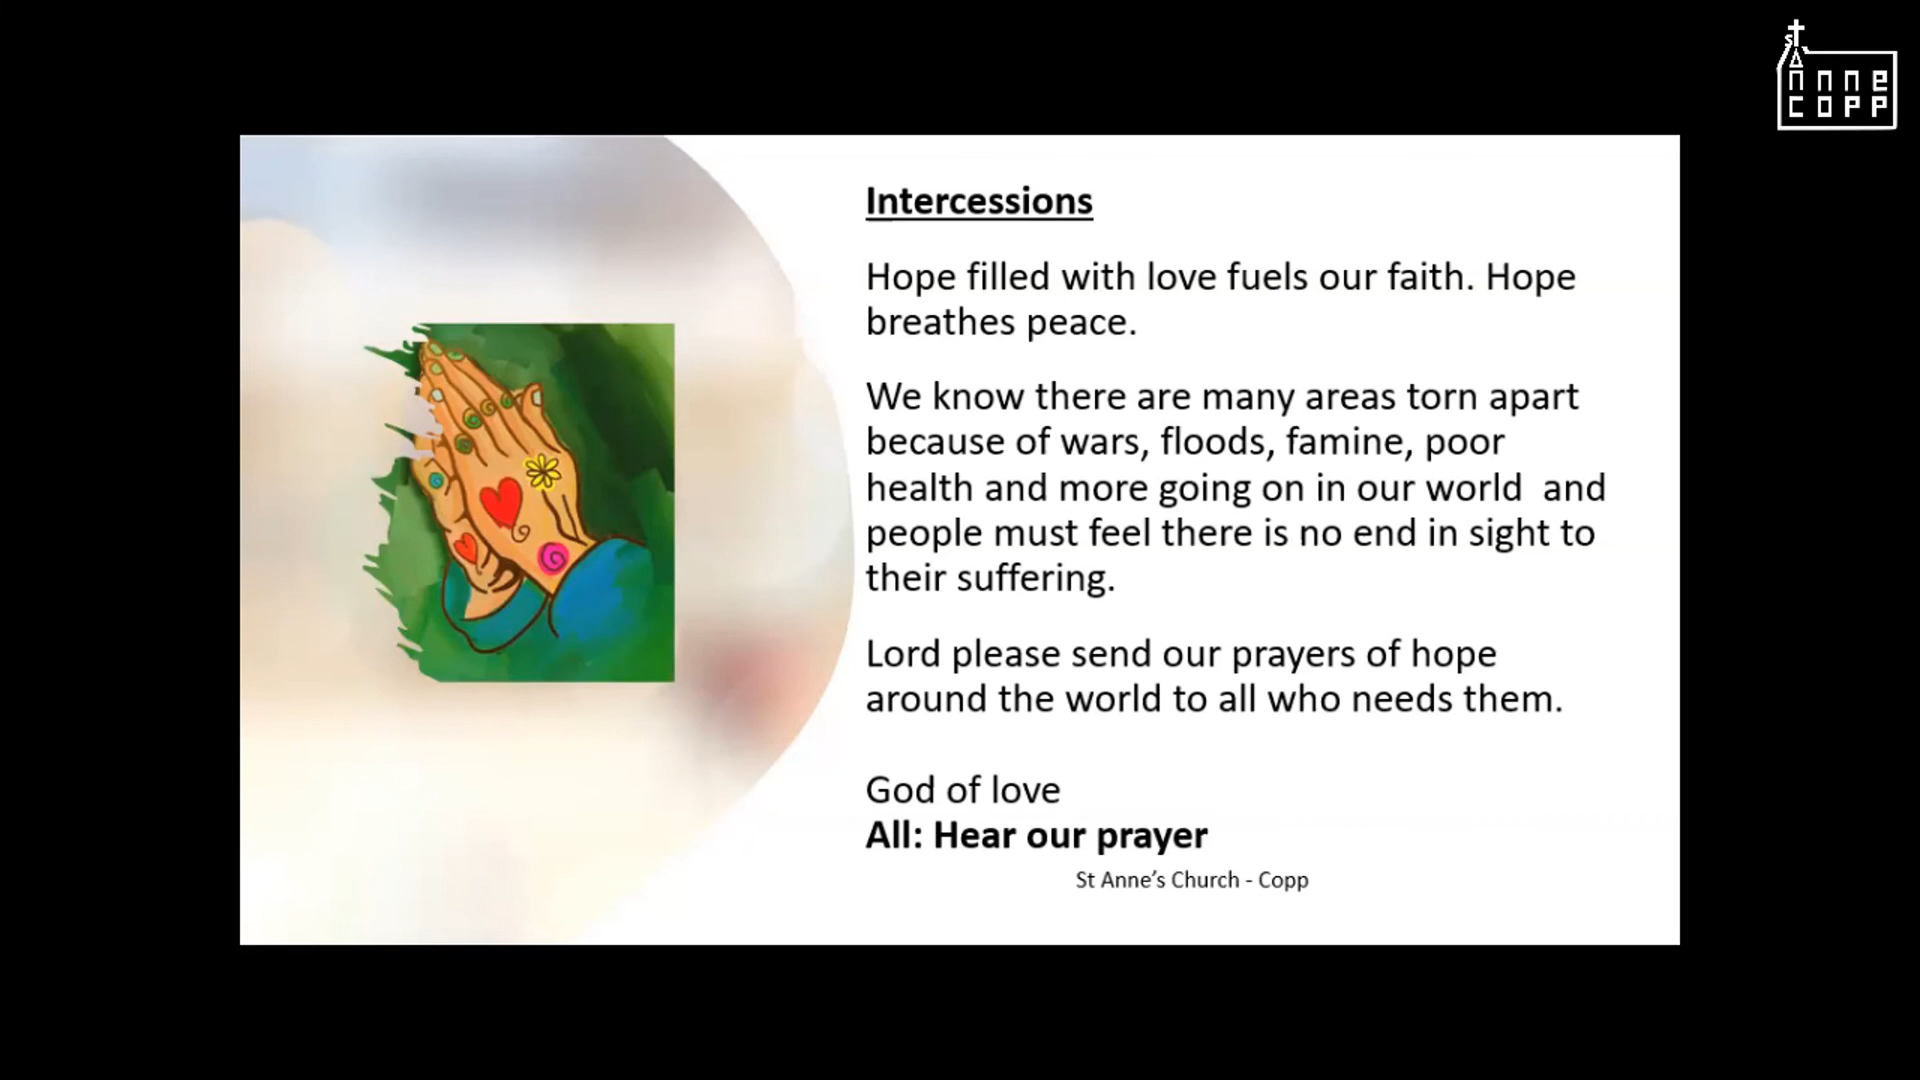 st
Anne
COPP
Intercessions
Hope filled with love fuels our faith. Hope
breathes peace.
We know there are many areas torn apart
because of wars, floods, famine, poor
health and more going on in our world  and
people must feel there is no end in sight to
their suffering.
Lord please send our prayers of hope
around the world to all who needs them.
God of love
All: Hear our prayer
St Anne’s Church - Copp